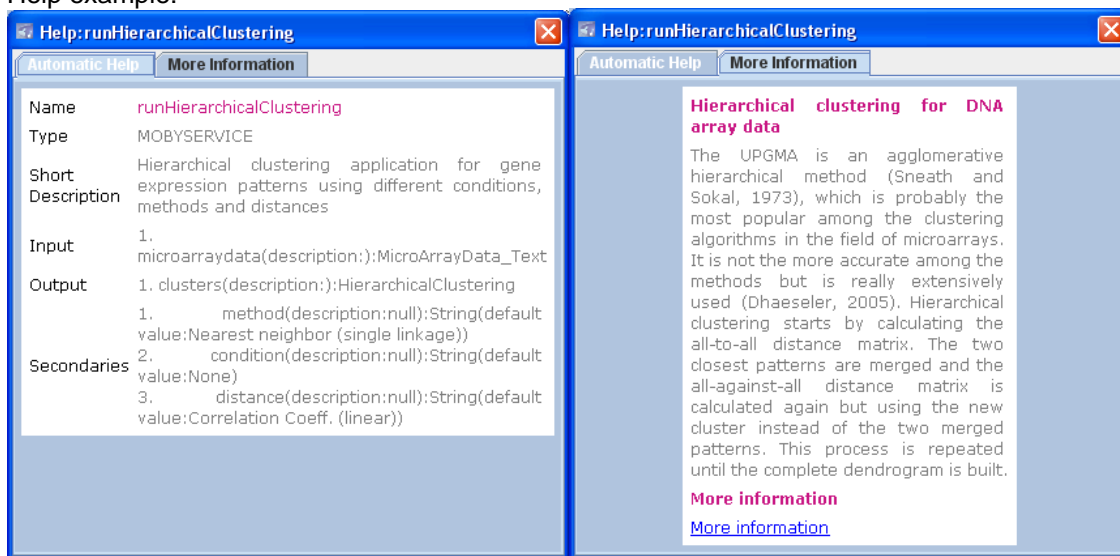 Help example:
Help:runHierarchicalClustering
Automatic Help More Information
Name runHierarchicalClustering
Type MOBYSERVICE
Short Description Hierarchical clustering application for gene
expression patterns using different conditions,
methods and distances
Input 1.
microarraydata(description:):MicroArrayData_Text
Output 1. clusters(description:):HierarchicalClustering
Secondaries 1. method(description:null):String(default
value:Nearest neighbor (single linkage))
2. condition(description:null):String(default
value:None)
3. distance(description:null):String(default
value:Correlation Coeff. (linear))
Help:runHierarchicalClustering
Automatic Help More Information
Hierarchical clustering for DNA
array data
The UPGMA is an agglomerative
hierarchical method (Sneath and
Sokal, 1973), which is probably the
most popular among the clustering
algorithms in the field of microarrays.
It is not the more accurate among the
methods but is really extensively
used (Dhaeseler, 2005). Hierarchical
clustering starts by calculating the
all-to-all distance matrix. The two
closest patterns are merged and the
all-against-all distance matrix is
calculated again but using the new
cluster instead of the two merged
patterns. This process is repeated
until the complete dendrogram is built.
More information
More information